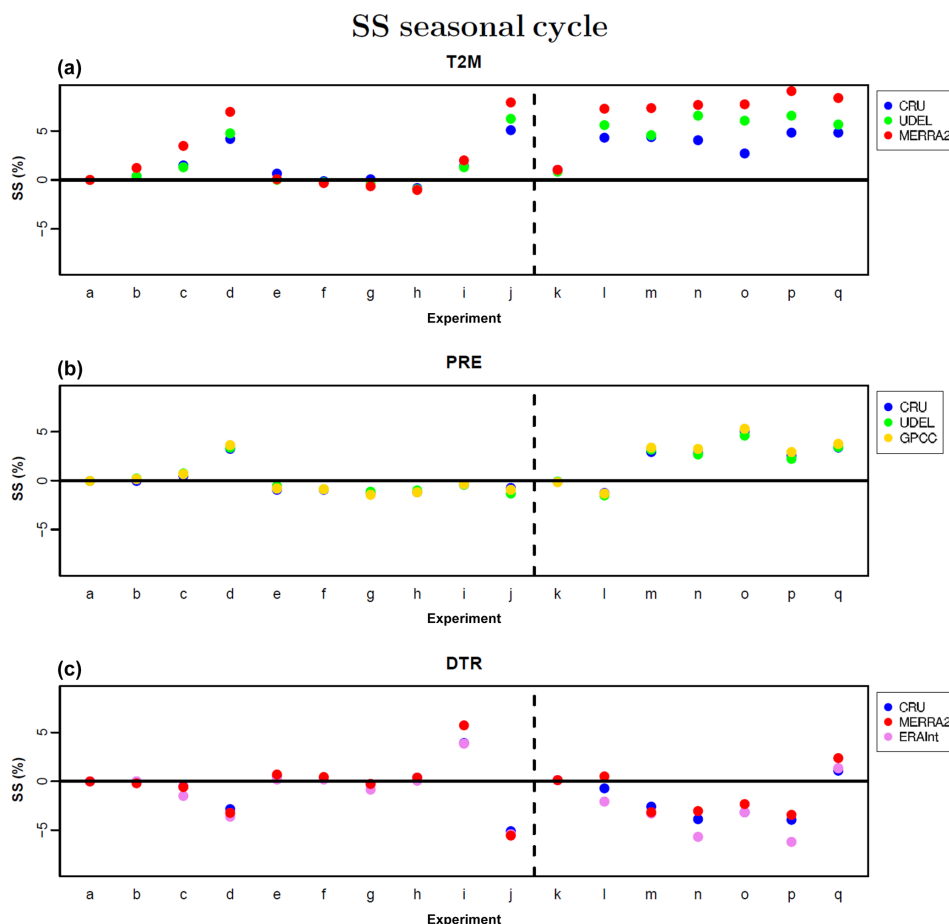 SS seasonal cycle
(a)
T2M
SS (%)
5
0
−5
a b c d e f g h i j k l m n o p q
Experiment
CRU
UDEL
MERRA2
(b)
PRE
SS (%)
5
0
−5
a b c d e f g h i j k l m n o p q
Experiment
CRU
UDEL
GPCC
(c)
DTR
SS (%)
5
0
−5
a b c d e f g h i j k l m n o p q
Experiment
CRU
MERRA2
ERAInt